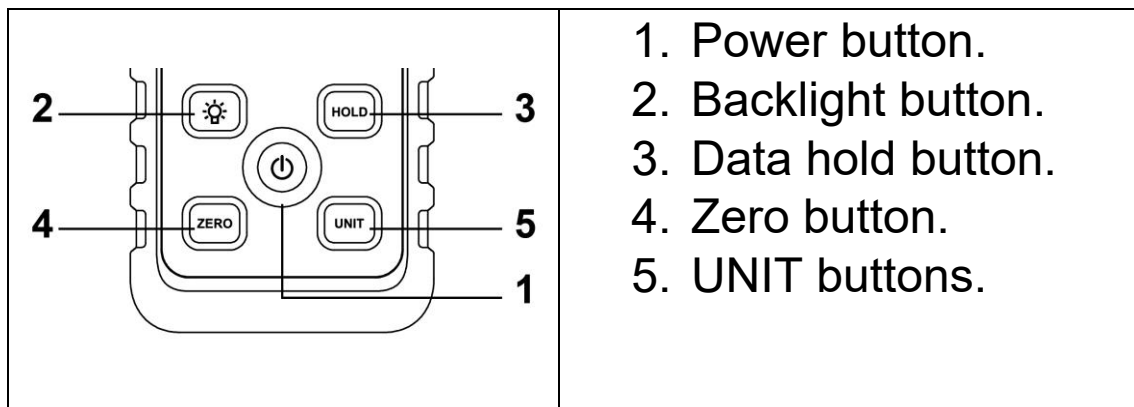 2
HOLD
3
4
ZERO
UNIT
5
1
1. Power button.
2. Backlight button.
3. Data hold button.
4. Zero button.
5. UNIT buttons.